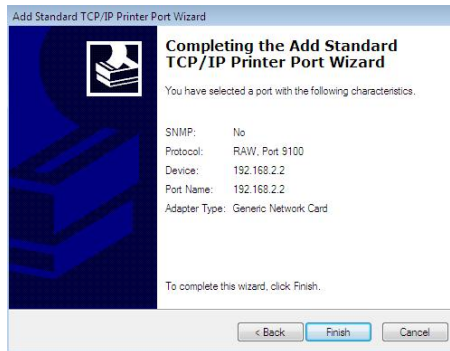 Add Standard TCP/IP Printer Port Wizard
Completing the Add Standard
TCP/IP Printer Port Wizard
You have selected a port with the following characteristics.
SNMP: No
Protocol: RAW, Port 9100
Device: 192.168.2.2
Port Name: 192.168.2.2
Adapter Type: Generic Network Card
To complete this wizard, click Finish.
< Back Finish Cancel